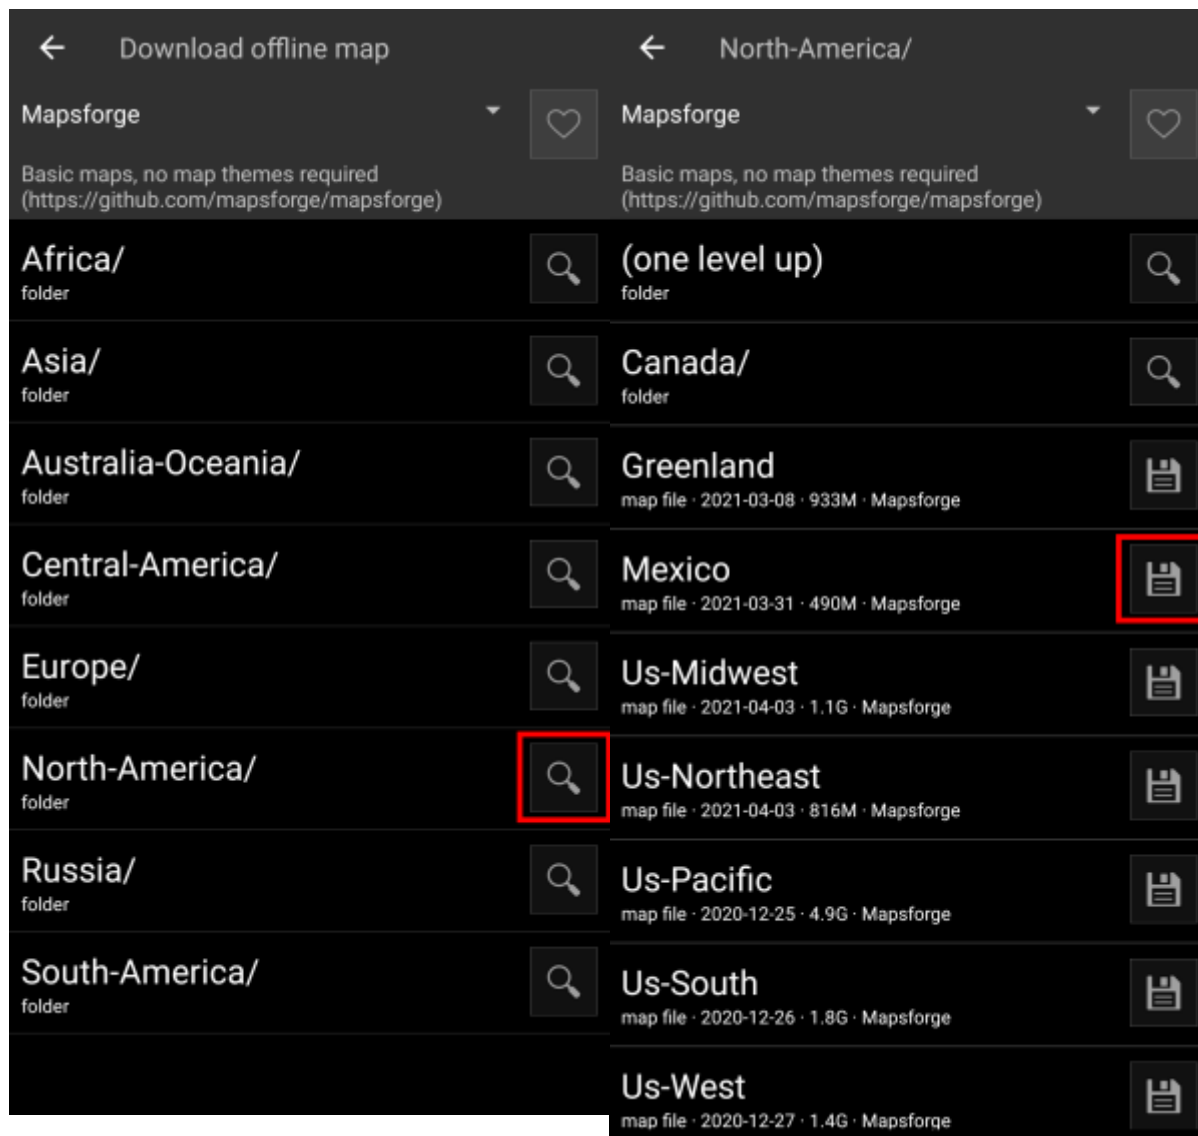 Download offline map
Mapsforge
Basic maps, no map themes required
(https://github.com/mapsforge/mapsforge)
Africa/
folder
Asia/
folder
Australia-Oceania/
folder
Central-America/
folder
Europe/
folder
North-America/
folder
Russia/
folder
South-America/
folder
North-America/
Mapsforge
Basic maps, no map themes required
(https://github.com/mapsforge/mapsforge)
(one level up)
folder
Canada/
folder
Greenland
map file · 2021-03-08 · 933M · Mapsforge
Mexico
map file · 2021-03-31 · 490M · Mapsforge
Us-Midwest
map file · 2021-04-03 · 1.1G · Mapsforge
Us-Northeast
map file · 2021-04-03 · 816M · Mapsforge
Us-Pacific
map file · 2020-12-25 · 4.9G · Mapsforge
Us-South
map file · 2020-12-26 · 1.8G · Mapsforge
Us-West
map file · 2020-12-27 · 1.4G · Mapsforge